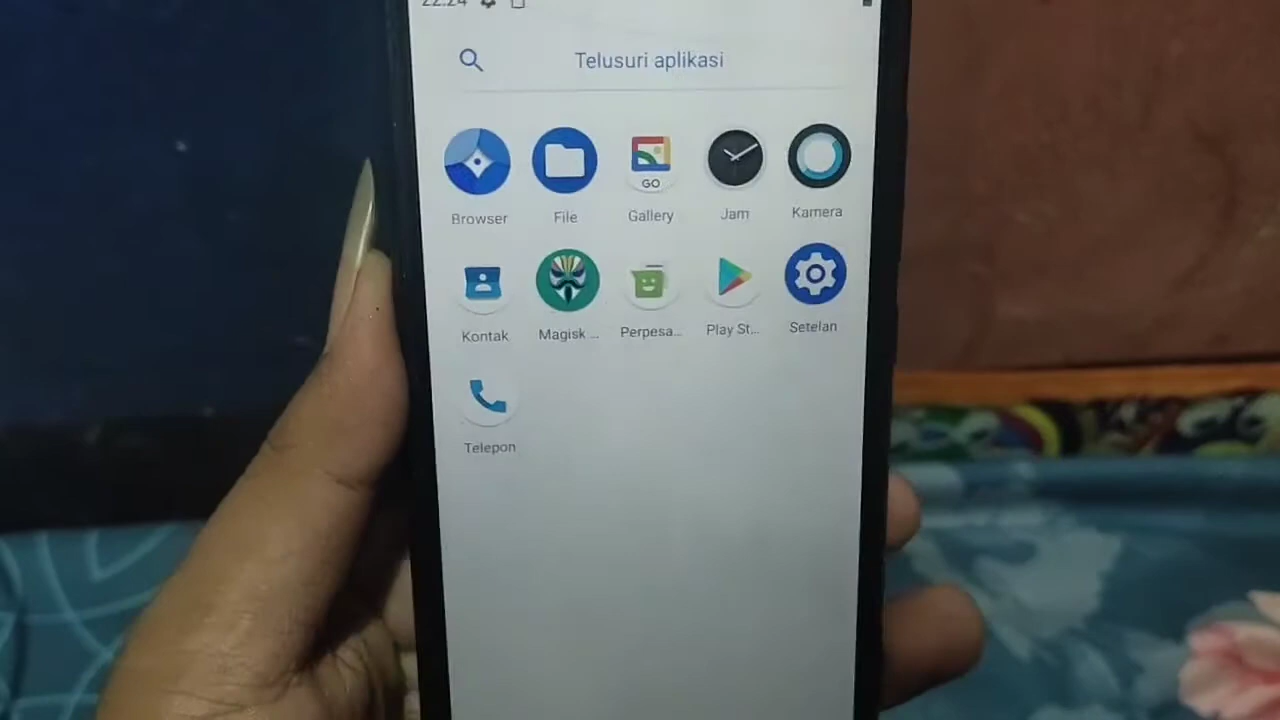 22:24
Telusuri aplikasi
GO
Browser File Gallery Jam Kamera
Kontak Magisk ... Perpesa... Play St... Setelan
Telepon